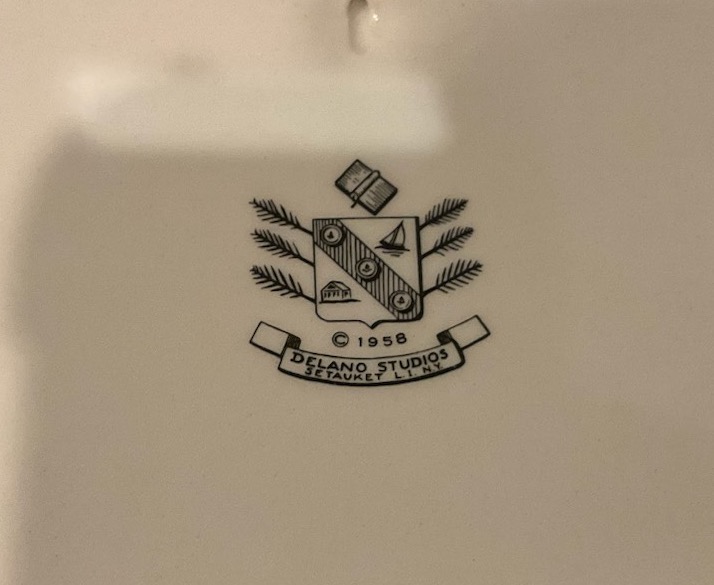 © 1958
DELANO STUDIOS
SETAUKET L.I. N.Y.